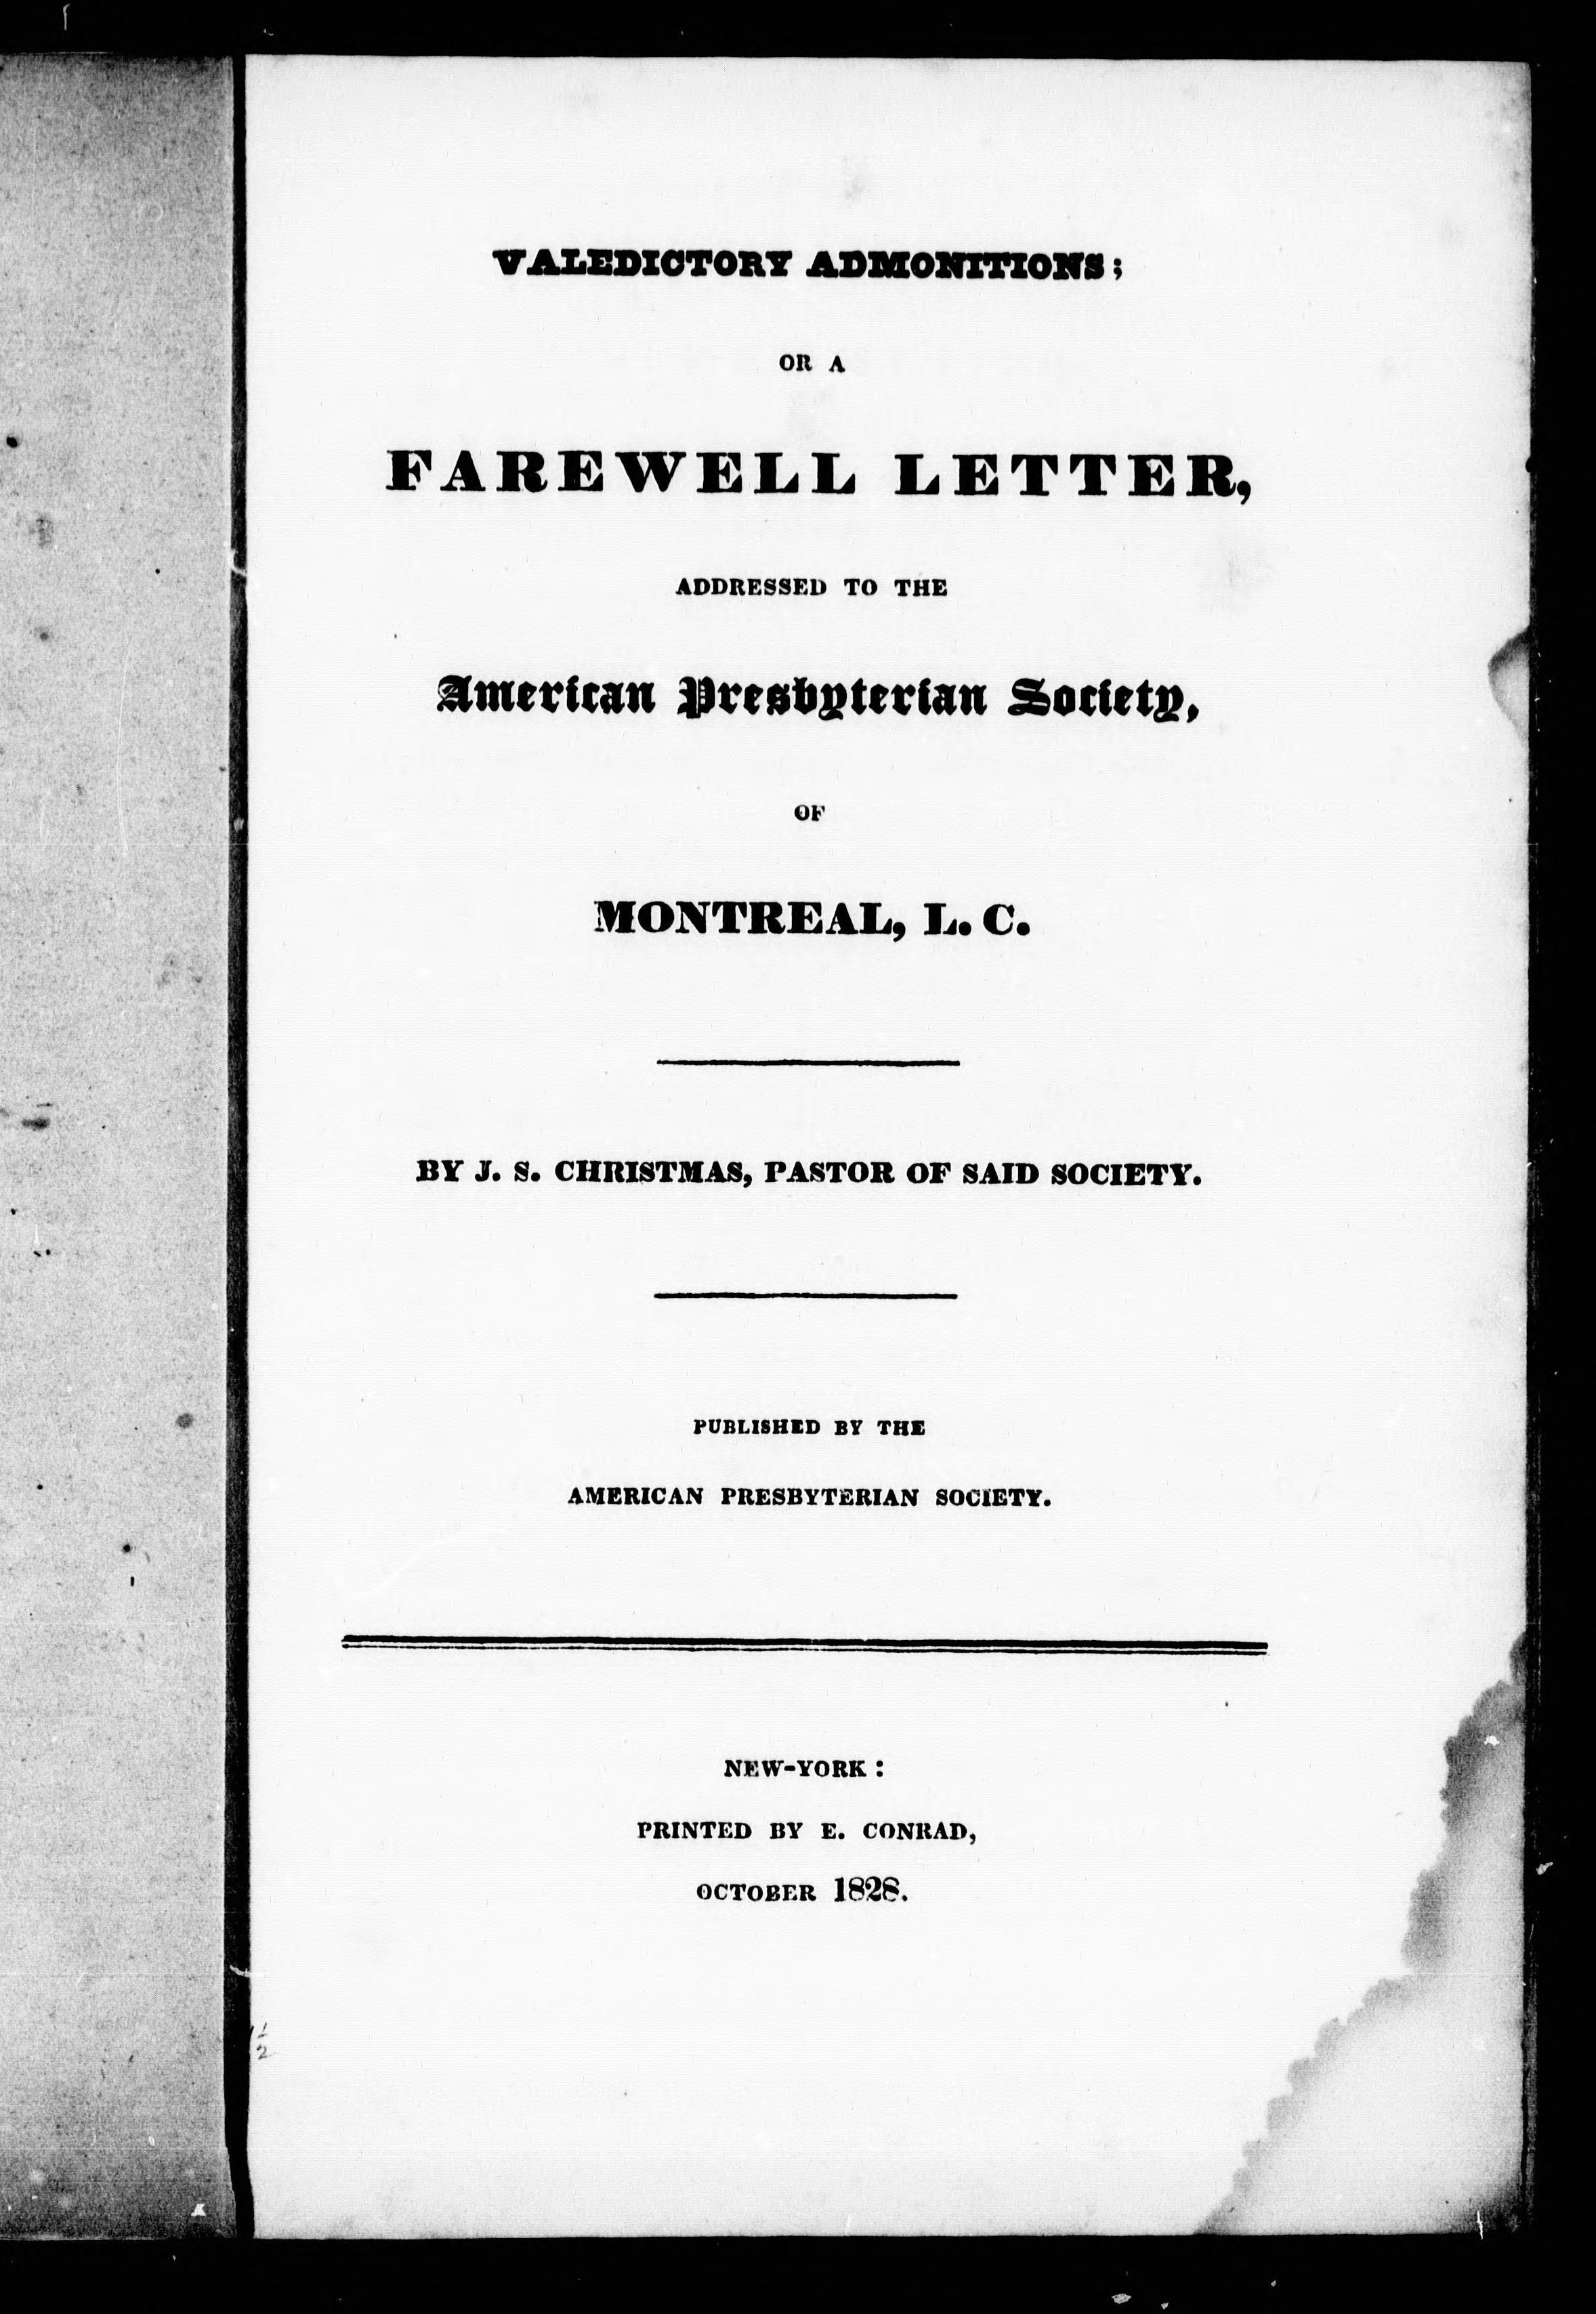 VALEDICTORY ADMONITIONS;
OR A
FAREWELL LETTER,
ADDRESSED TO THE
American Presbyterian Society,
OF
MONTREAL, L. C.
BY J. S. CHRISTMAS, PASTOR OF SAID SOCIETY.
PUBLISHED BY THE
AMERICAN PRESBYTERIAN SOCIETY.
NEW-YORK:
PRINTED BY E. CONRAD,
OCTOBER 1828.